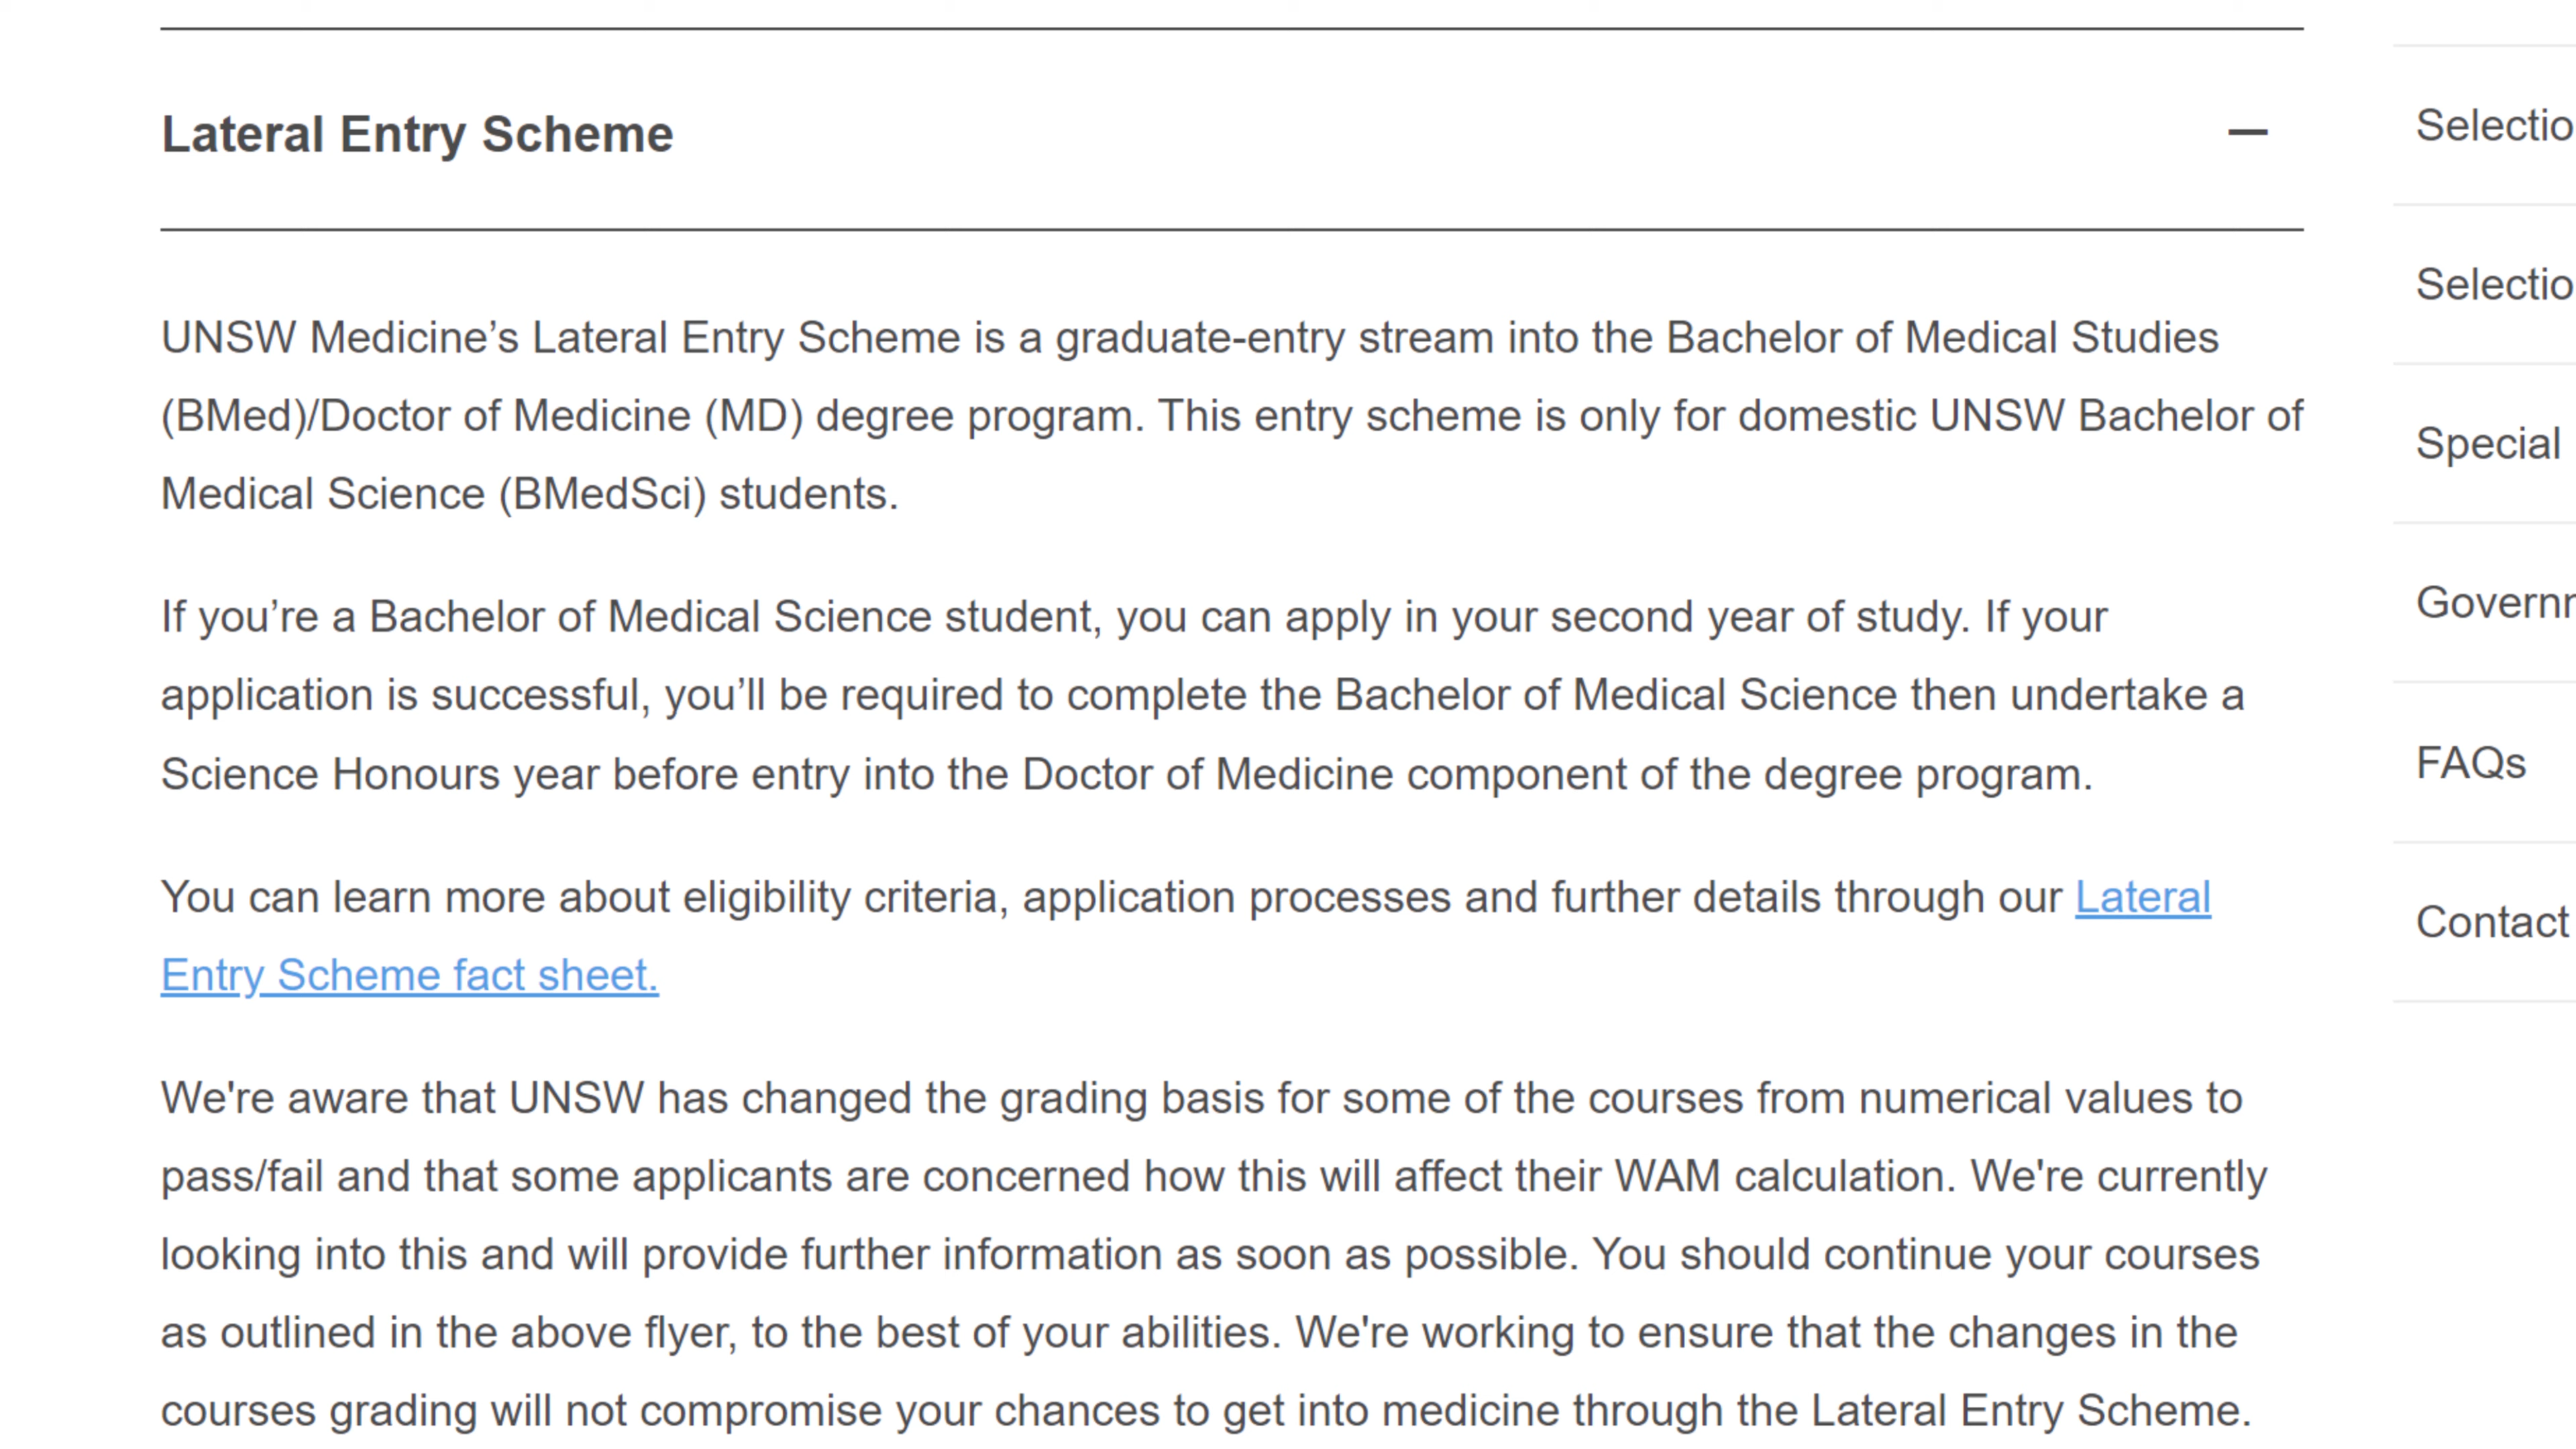 Lateral Entry Scheme
UNSW Medicine’s Lateral Entry Scheme is a graduate-entry stream into the Bachelor of Medical Studies
(BMed)/Doctor of Medicine (MD) degree program. This entry scheme is only for domestic UNSW Bachelor of
Medical Science (BMedSci) students.
If you’re a Bachelor of Medical Science student, you can apply in your second year of study. If your
application is successful, you’ll be required to complete the Bachelor of Medical Science then undertake a
Science Honours year before entry into the Doctor of Medicine component of the degree program.
You can learn more about eligibility criteria, application processes and further details through our Lateral
Entry Scheme fact sheet.
We're aware that UNSW has changed the grading basis for some of the courses from numerical values to
pass/fail and that some applicants are concerned how this will affect their WAM calculation. We're currently
looking into this and will provide further information as soon as possible. You should continue your courses
as outlined in the above flyer, to the best of your abilities. We're working to ensure that the changes in the
courses grading will not compromise your chances to get into medicine through the Lateral Entry Scheme.
Selectio
Selectio
Special
Govern
FAQs
Contact